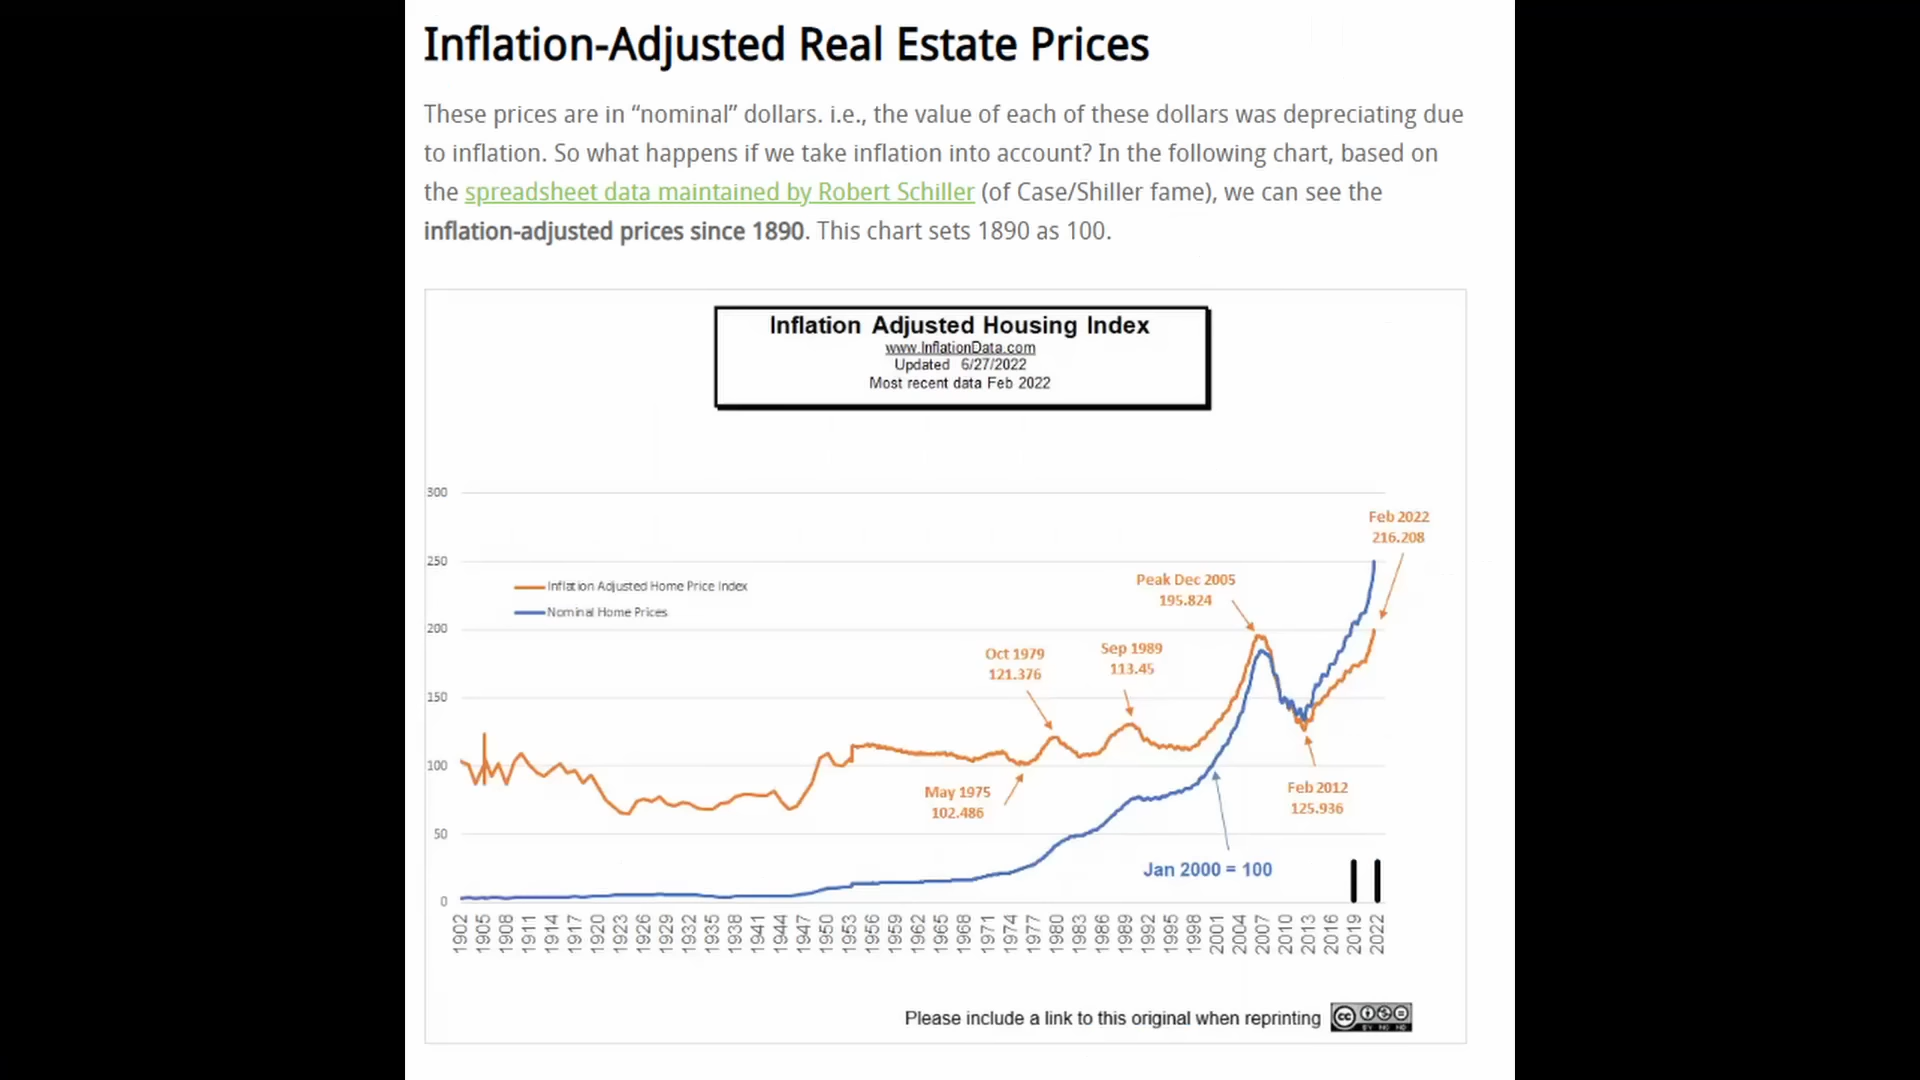 Inflation-Adjusted Real Estate Prices
These prices are in “nominal” dollars. i.e., the value of each of these dollars was depreciating due
to inflation. So what happens if we take inflation into account? In the following chart, based on
the spreadsheet data maintained by Robert Schiller (of Case/Shiller fame), we can see the
inflation-adjusted prices since 1890. This chart sets 1890 as 100.
Inflation Adjusted Housing Index
www.InflationData.com
Updated 6/27/2022
Most recent data Feb 2022
300
Feb 2022
216.208
250
Inflation Adjusted Home Price Index
Nominal Home Prices
Peak Dec 2005
195.824
200
Oct 1979
121.376
Sep 1989
113.45
150
100
May 1975
102.486
Feb 2012
125.936
50
Jan 2000 = 100
0
1902 1905 1908 1911 1914 1917 1920 1923 1926 1929 1932 1935 1938 1941 1944 1947 1950 1953 1956 1959 1962 1965 1968 1971 1974 1977 1980 1983 1986 1989 1992 1995 1998 2001 2004 2007 2010 2013 2016 2019 2022
Please include a link to this original when reprinting
cc